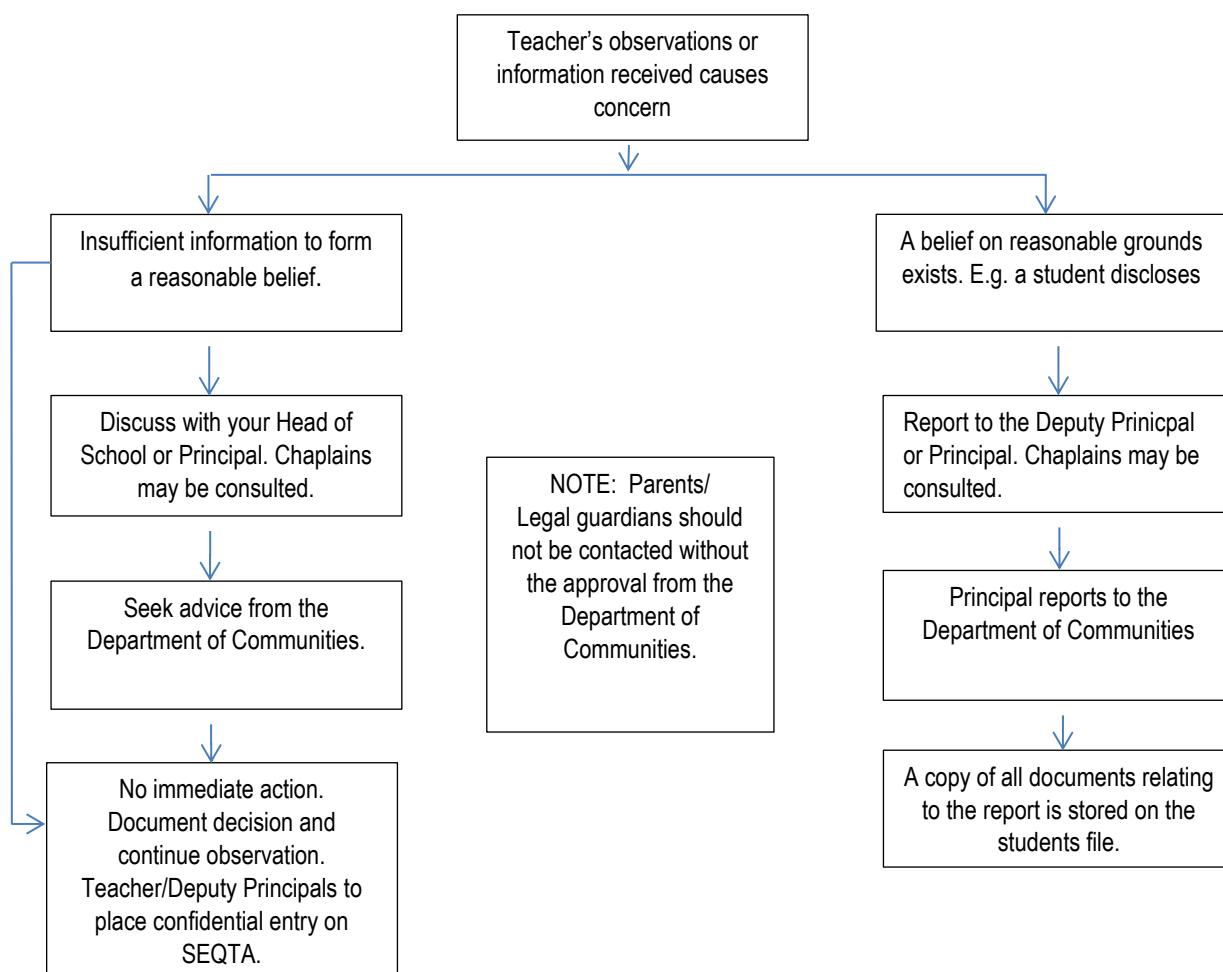 Teacher’s observations or
information received causes
concern
Insufficient information to form
a reasonable belief.
A belief on reasonable grounds
exists. E.g. a student discloses
Discuss with your Head of
School or Principal. Chaplains
may be consulted.
Report to the Deputy Prinicpal
or Principal. Chaplains may be
consulted.
NOTE:  Parents/
Legal guardians should
not be contacted without
the approval from the
Department of
Communities.
Seek advice from the
Department of Communities.
Principal reports to the
Department of Communities
No immediate action.
Document decision and
continue observation.
Teacher/Deputy Principals to
place confidential entry on
SEQTA.
A copy of all documents relating
to the report is stored on the
students file.